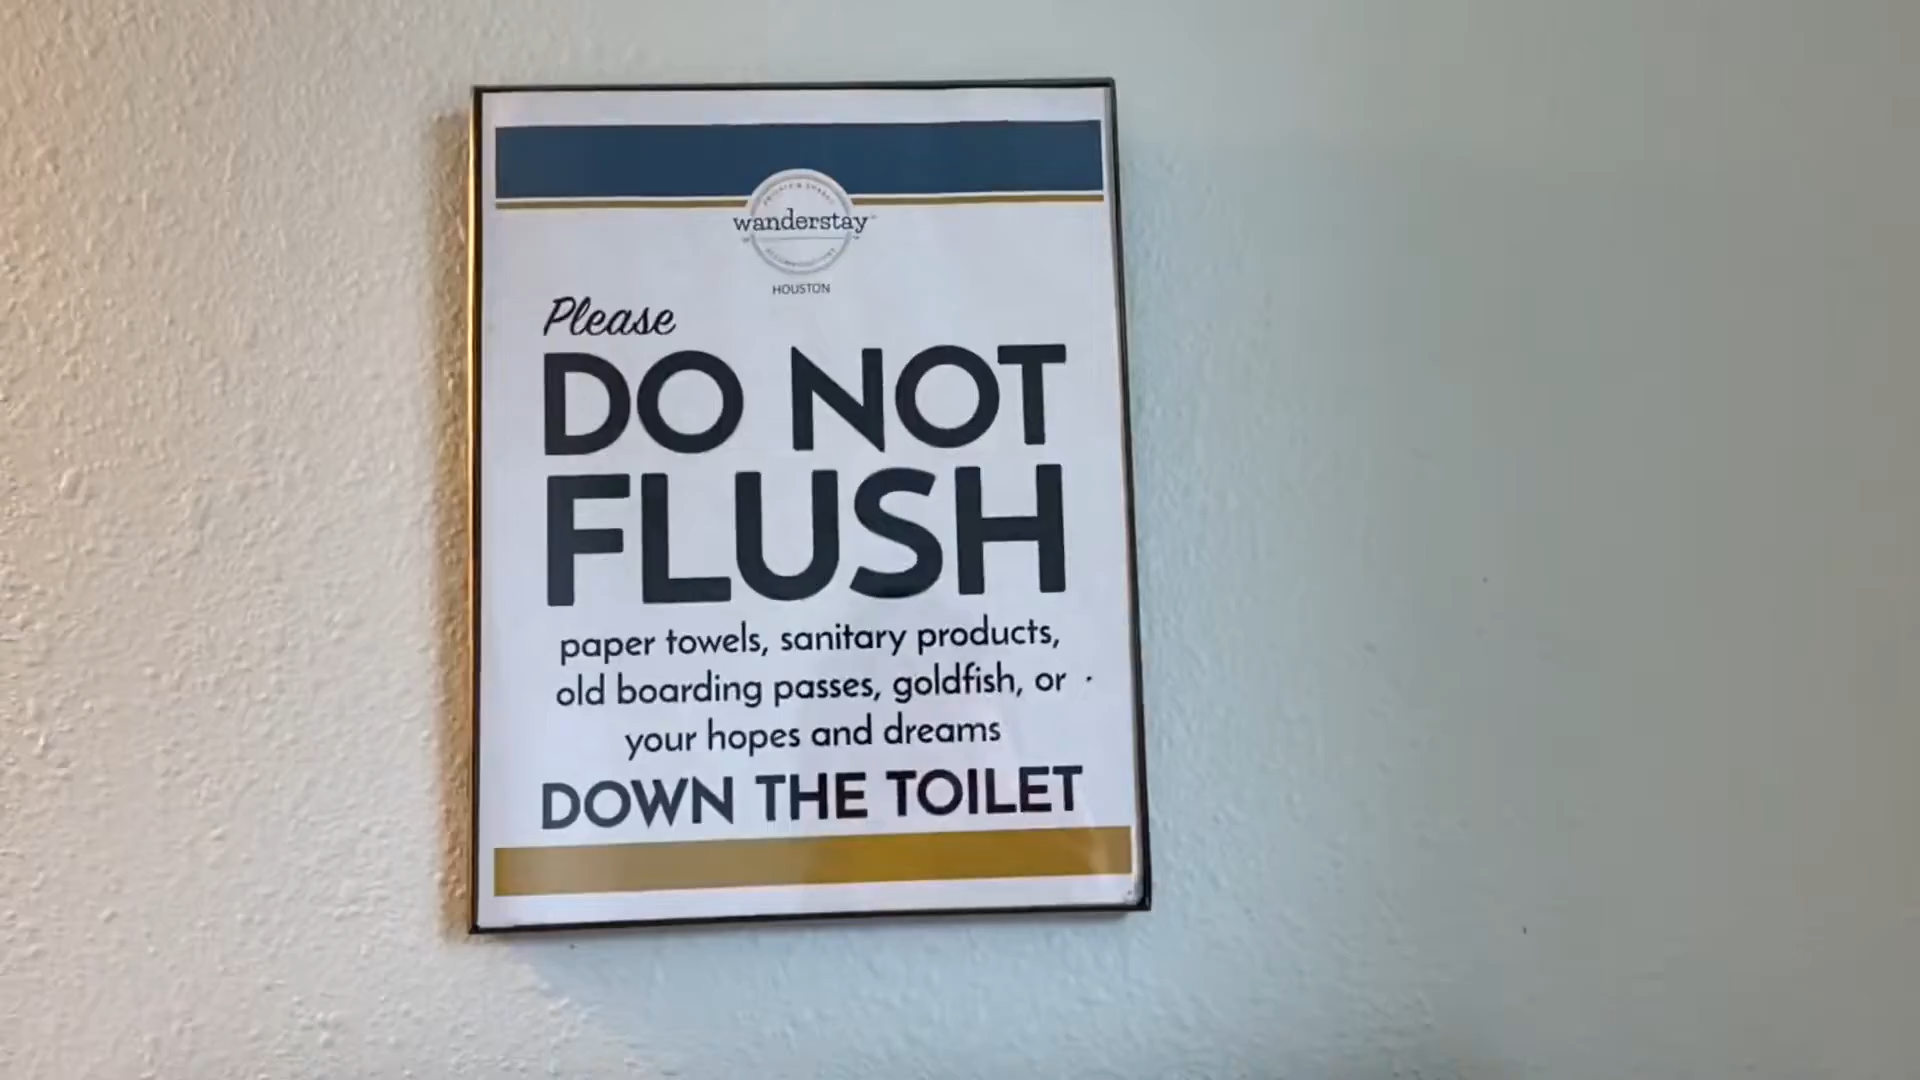 wanderstay
HOUSTON
Please
DO NOT
FLUSH
paper towels, sanitary products,
old boarding passes, goldfish, or
your hopes and dreams
DOWN THE TOILET